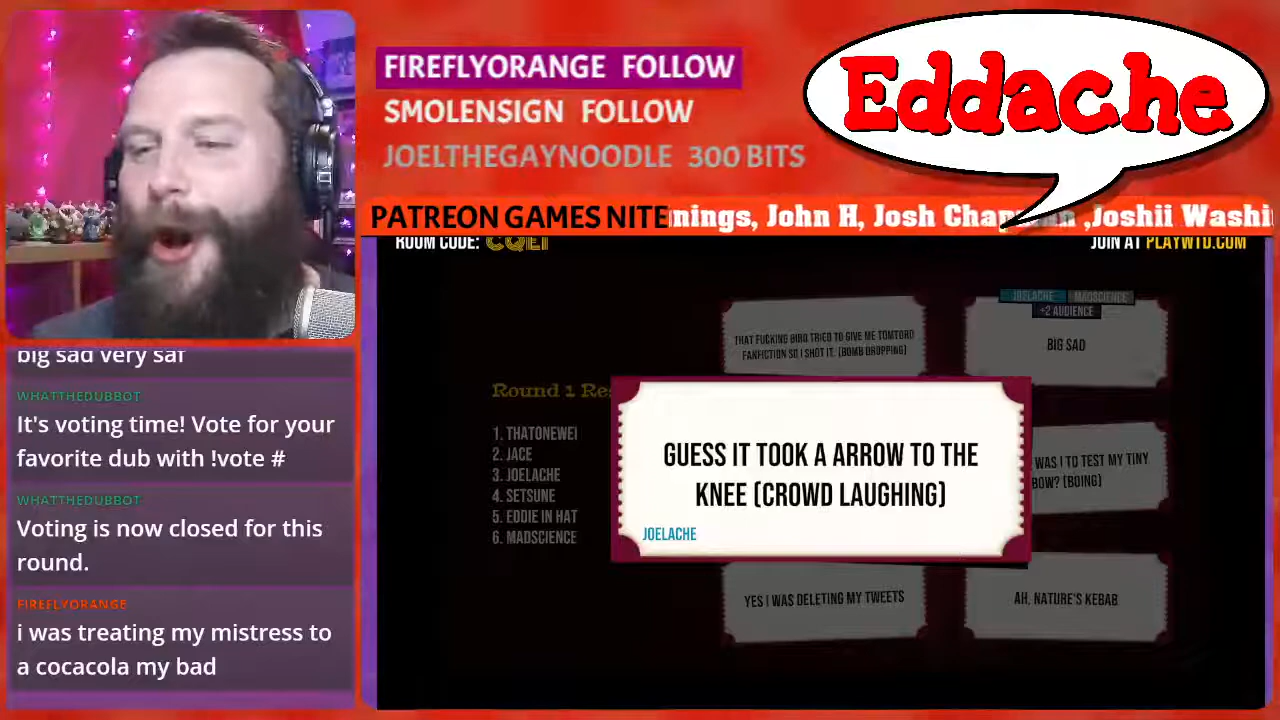 FIREFLYORANGE FOLLOW
SMOLENSIGN FOLLOW
JOELTHEGAYNOODLE 300 BITS
Eddache
PATREON GAMES NITE
John H, Josh Chapman ,Joshii
ROOM CODE: CQEI
JOIN AT PLAYWTD.COM
big sad very saf
WHATTHEDUBBOT
It's voting time! Vote for your
favorite dub with !vote #
WHATTHEDUBBOT
Voting is now closed for this
round.
FIREFLYORANGE
i was treating my mistress to
a cocacola my bad
Round 1
1. THATONEWEI
2. JACE
3. JOELACHE
4. SETSUNE
5. EDDIE IN HAT
6. MADSCIENCE
THAT FUCKING BIRD TRIED TO GIVE ME TOMTORD
FANFICTION SO I SHOT IT. (BOMB DROPPING)
JOELACHE MADSCIENCE
+2 AUDIENCE
BIG SAD
GUESS IT TOOK A ARROW TO THE
KNEE (CROWD LAUGHING)
JOELACHE
WAS I TO TEST MY TINY
BOW? (BOING)
YES I WAS DELETING MY TWEETS
AH, NATURE'S KEBAB